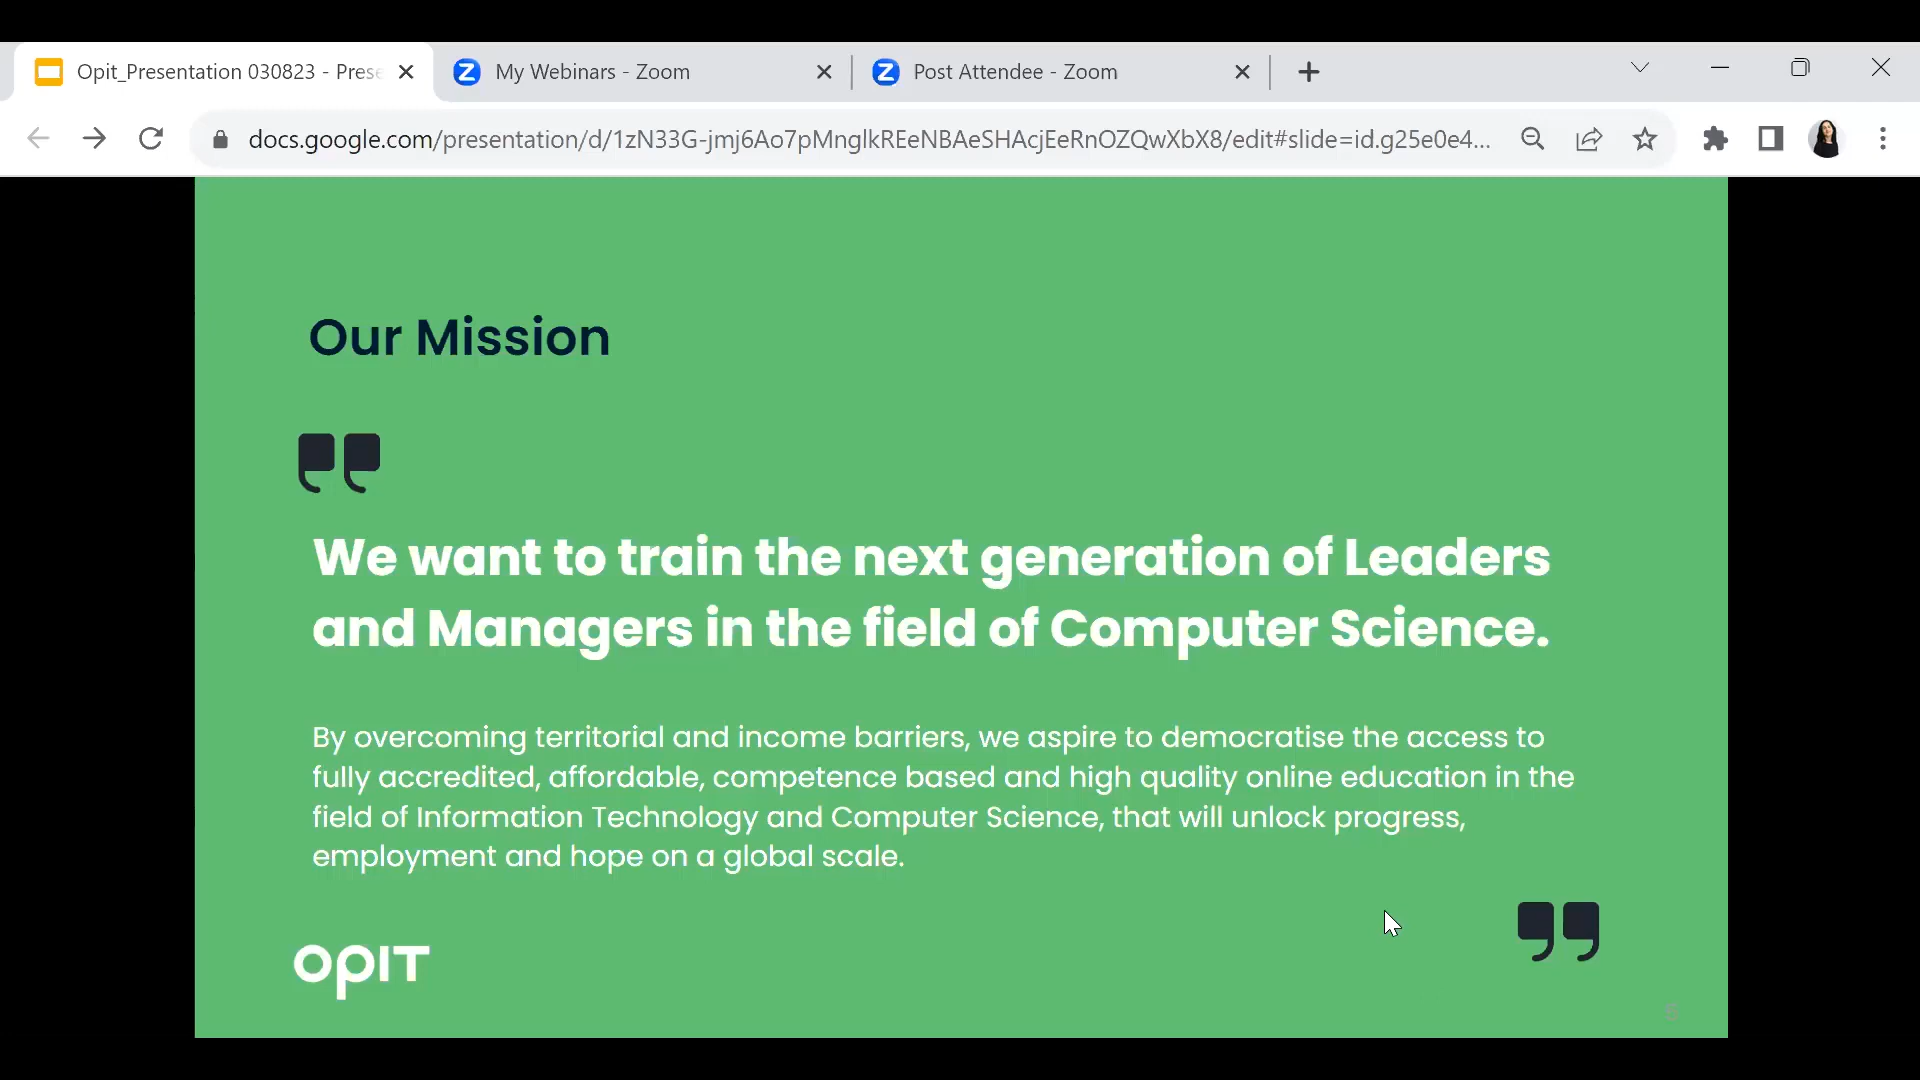 Opit_Presentation 030823 - Prese
My Webinars - Zoom
Post Attendee - Zoom
docs.google.com/presentation/d/1zN33G-jmj6Ao7pMnglkREeNBAeSHAcjEeRnOZQwXbX8/edit#slide=id.g25e0e4...
Our Mission
We want to train the next generation of Leaders
and Managers in the field of Computer Science.
By overcoming territorial and income barriers, we aspire to democratise the access to
fully accredited, affordable, competence based and high quality online education in the
field of Information Technology and Computer Science, that will unlock progress,
employment and hope on a global scale.
OPIT